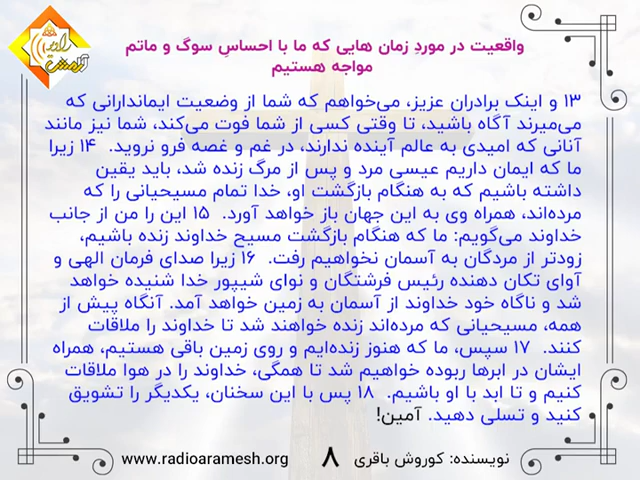 واقعیت در موردِ زمان هایی که ما با احساسِ سوگ و ماتم
مواجه هستیم
۱۳ و اینک برادران عزیز، می‌خواهم که شما از وضعیت ایماندارانی که
می‌میرند آگاه باشید، تا وقتی کسی از شما فوت می‌کند، شما نیز مانند
آنانی که امیدی به عالم آینده ندارند، در غم و غصه فرو نروید. ۱۴ زیرا
ما که ایمان داریم عیسی مرد و پس از مرگ زنده شد، باید یقین
داشته باشیم که به هنگام بازگشت او، خدا تمام مسیحیانی را که
مرده‌اند، همراه وی به این جهان باز خواهد آورد. ۱۵ این را من از جانب
خداوند می‌گویم: ما که هنگام بازگشت مسیح خداوند زنده باشیم،
زودتر از مردگان به آسمان نخواهیم رفت. ۱۶ زیرا صدای فرمان الهی و
آوای تکان دهنده رئیس فرشتگان و نوای شیپور خدا شنیده خواهد
شد و ناگاه خود خداوند از آسمان به زمین خواهد آمد. آنگاه پیش از
همه، مسیحیانی که مرده‌اند زنده خواهند شد تا خداوند را ملاقات
کنند. ۱۷ سپس، ما که هنوز زنده‌ایم و روی زمین باقی هستیم، همراه
ایشان در ابرها ربوده خواهیم شد تا همگی، خداوند را در هوا ملاقات
کنیم و تا ابد با او باشیم. ۱۸ پس با این سخنان، یکدیگر را تشویق
کنید و تسلی دهید. آمین!
نویسنده: کوروش باقری ۸ www.radioaramesh.org